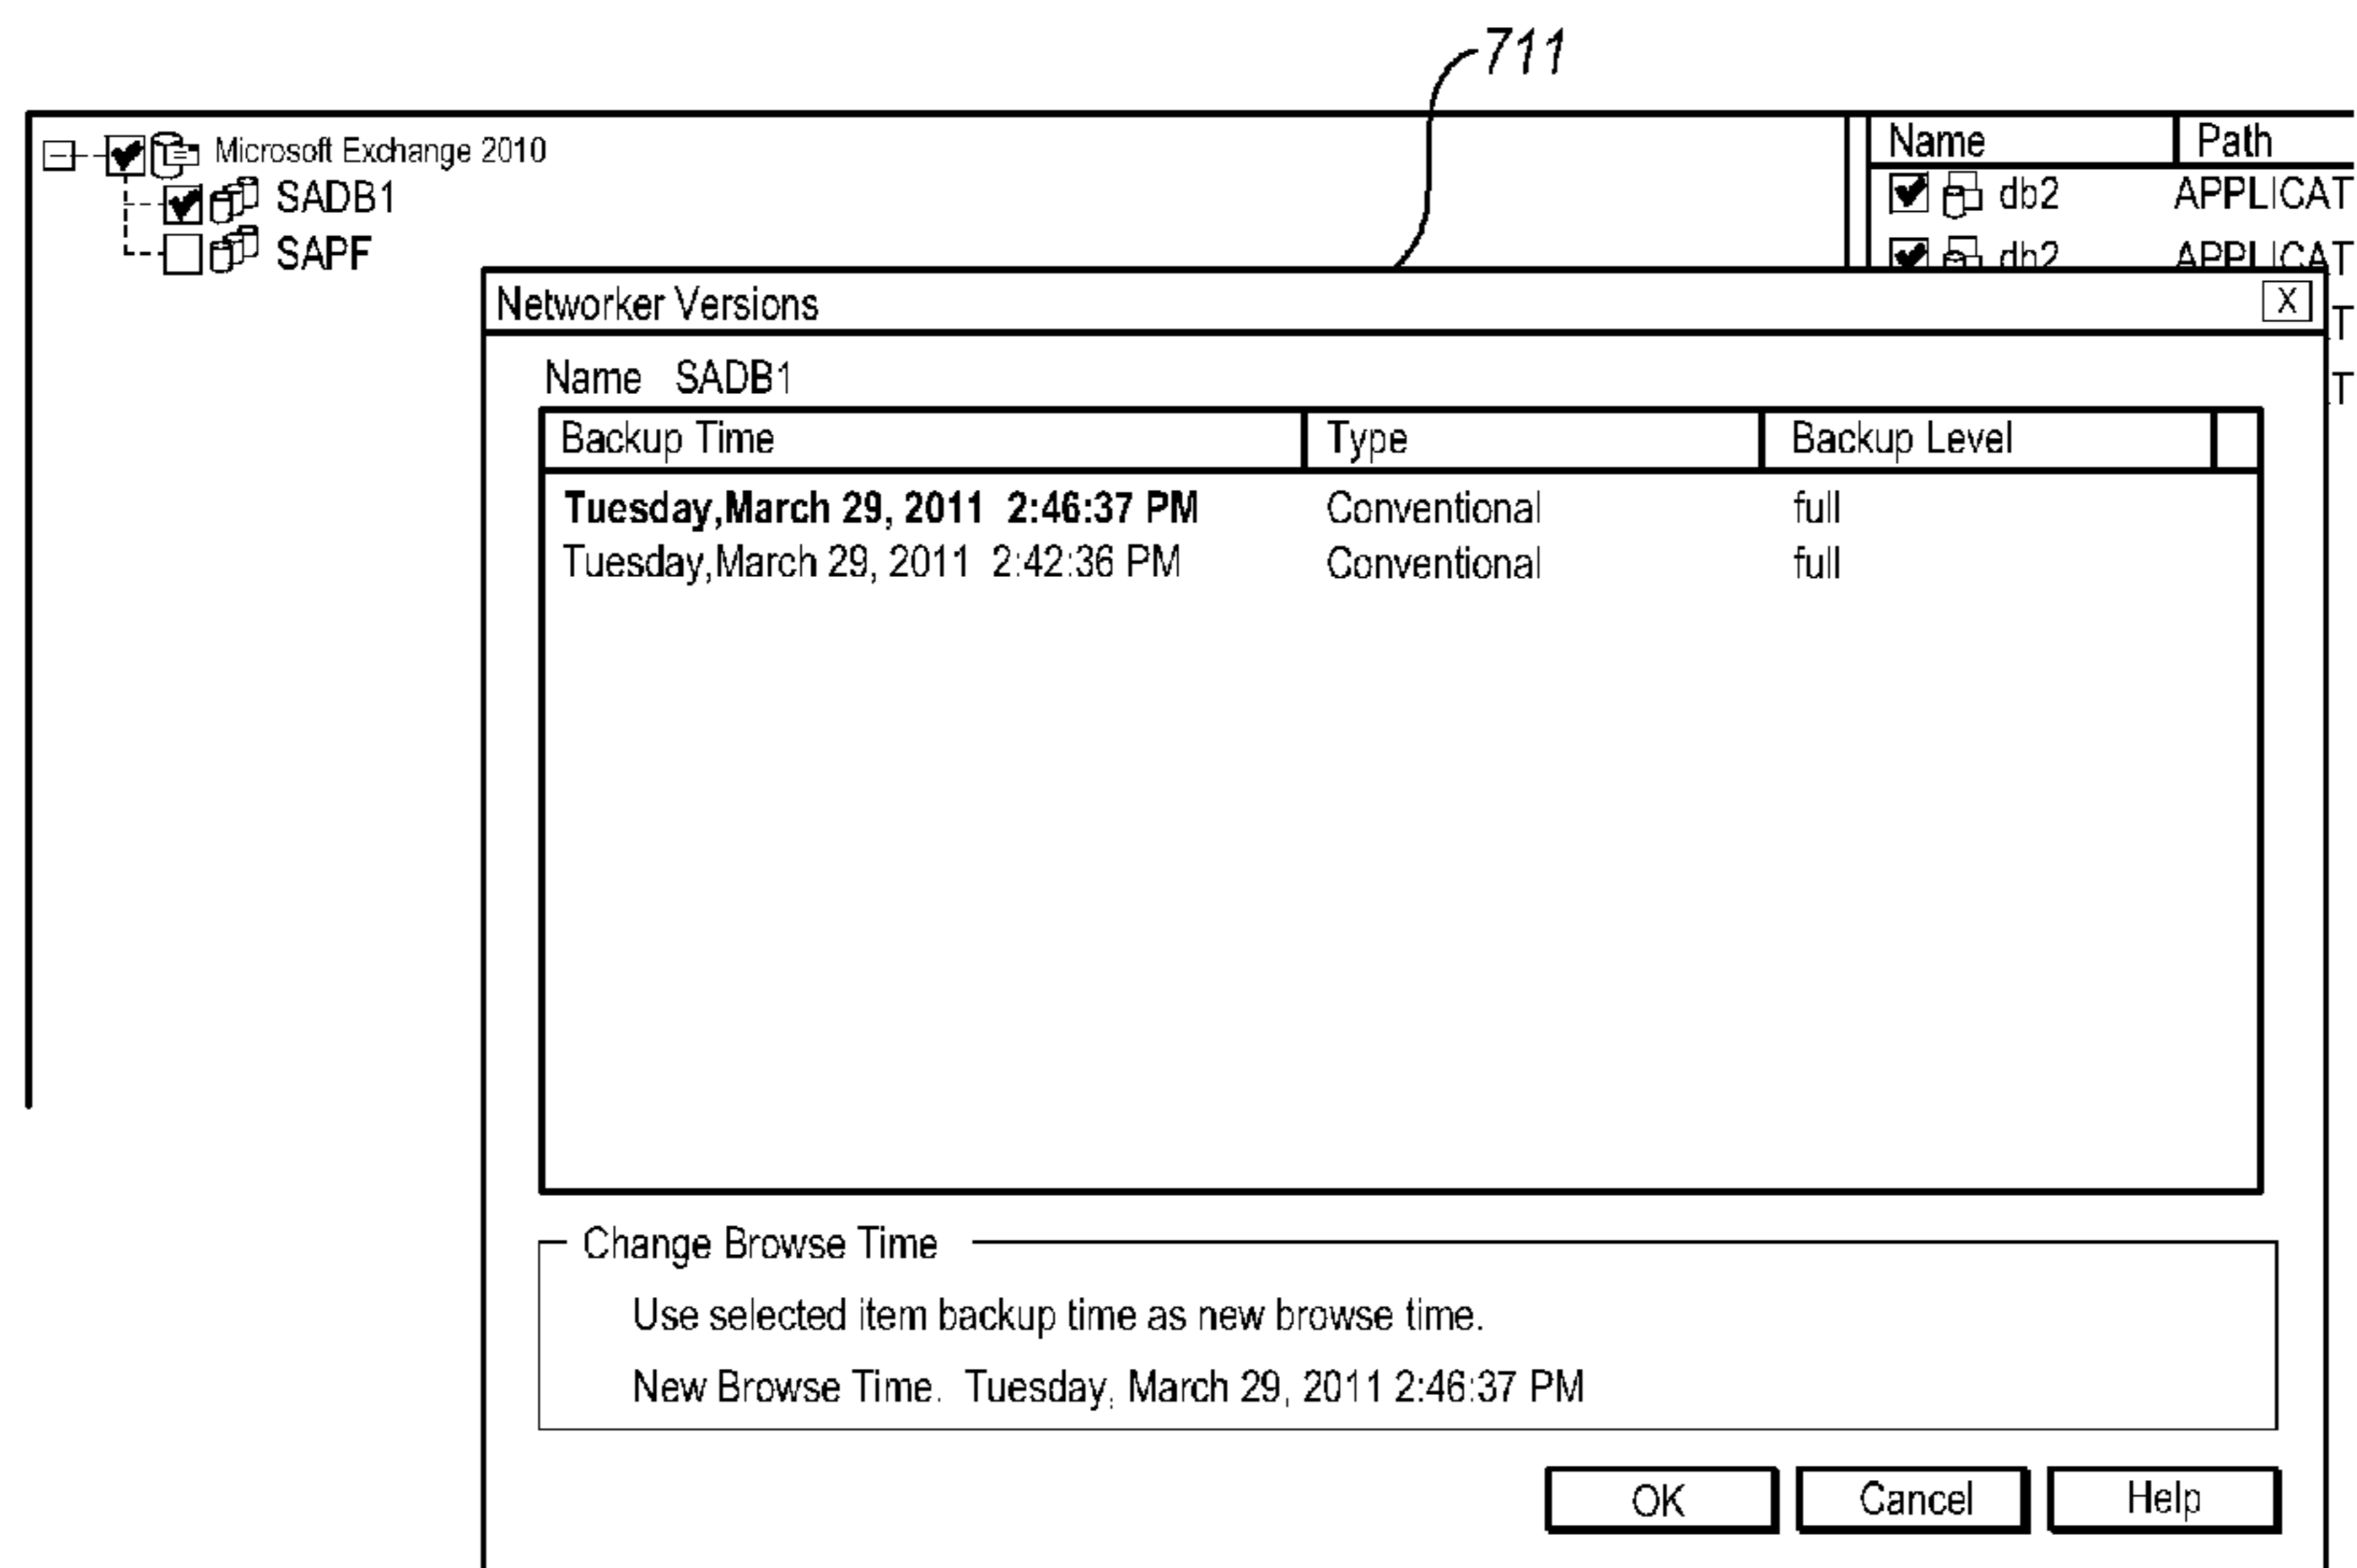 711
Microsoft Exchange 2010
SADB1
SAPF
Name Path
db2 APPLICAT
db2 APPLICAT
T
T
Networker Versions X
Name SADB1
Backup Time Type Backup Level
Tuesday,March 29, 2011 2:46:37 PM Conventional full
Tuesday,March 29, 2011 2:42:36 PM Conventional full
Change Browse Time
Use selected item backup time as new browse time.
New Browse Time. Tuesday, March 29, 2011 2:46:37 PM
OK Cancel Help